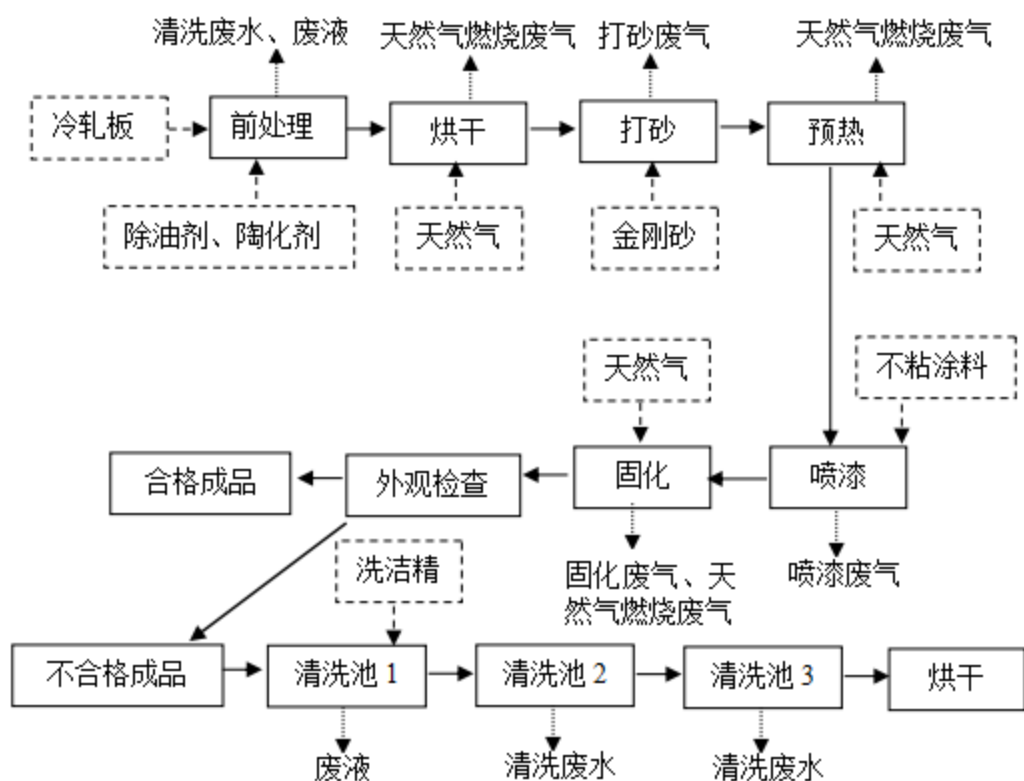 清洗废水、废液
天然气燃烧废气
打砂废气
天然气燃烧废气
冷轧板
前处理
烘干
打砂
预热
除油剂、陶化剂
天然气
金刚砂
天然气
天然气
不粘涂料
合格成品
外观检查
固化
喷漆
洗洁精
固化废气、天
然气燃烧废气
喷漆废气
不合格成品
清洗池 1
清洗池 2
清洗池 3
烘干
废液
清洗废水
清洗废水